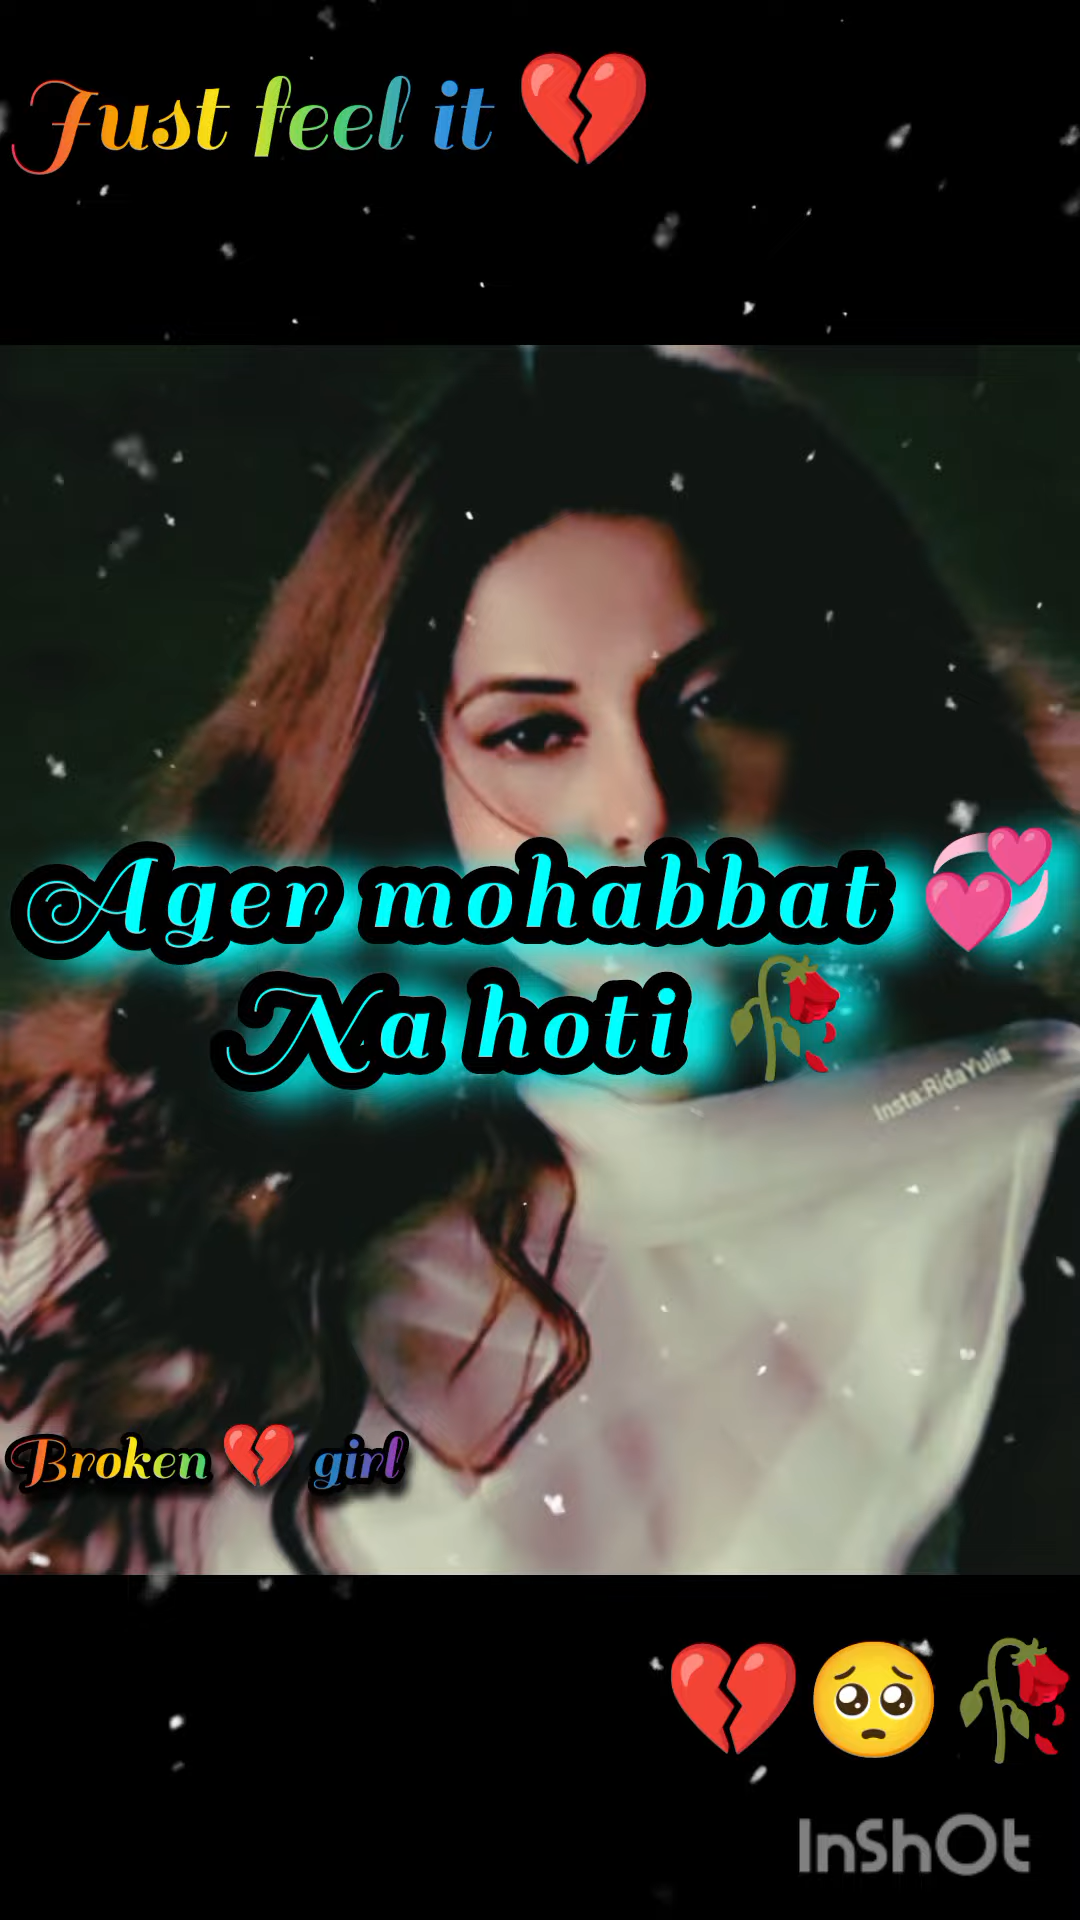 Just feel it 💔
Ager mohabbat 💞
Na hoti 🥀
Insta:RidaYulia
Broken 💔 girl
💔🥺🥀
InShOt